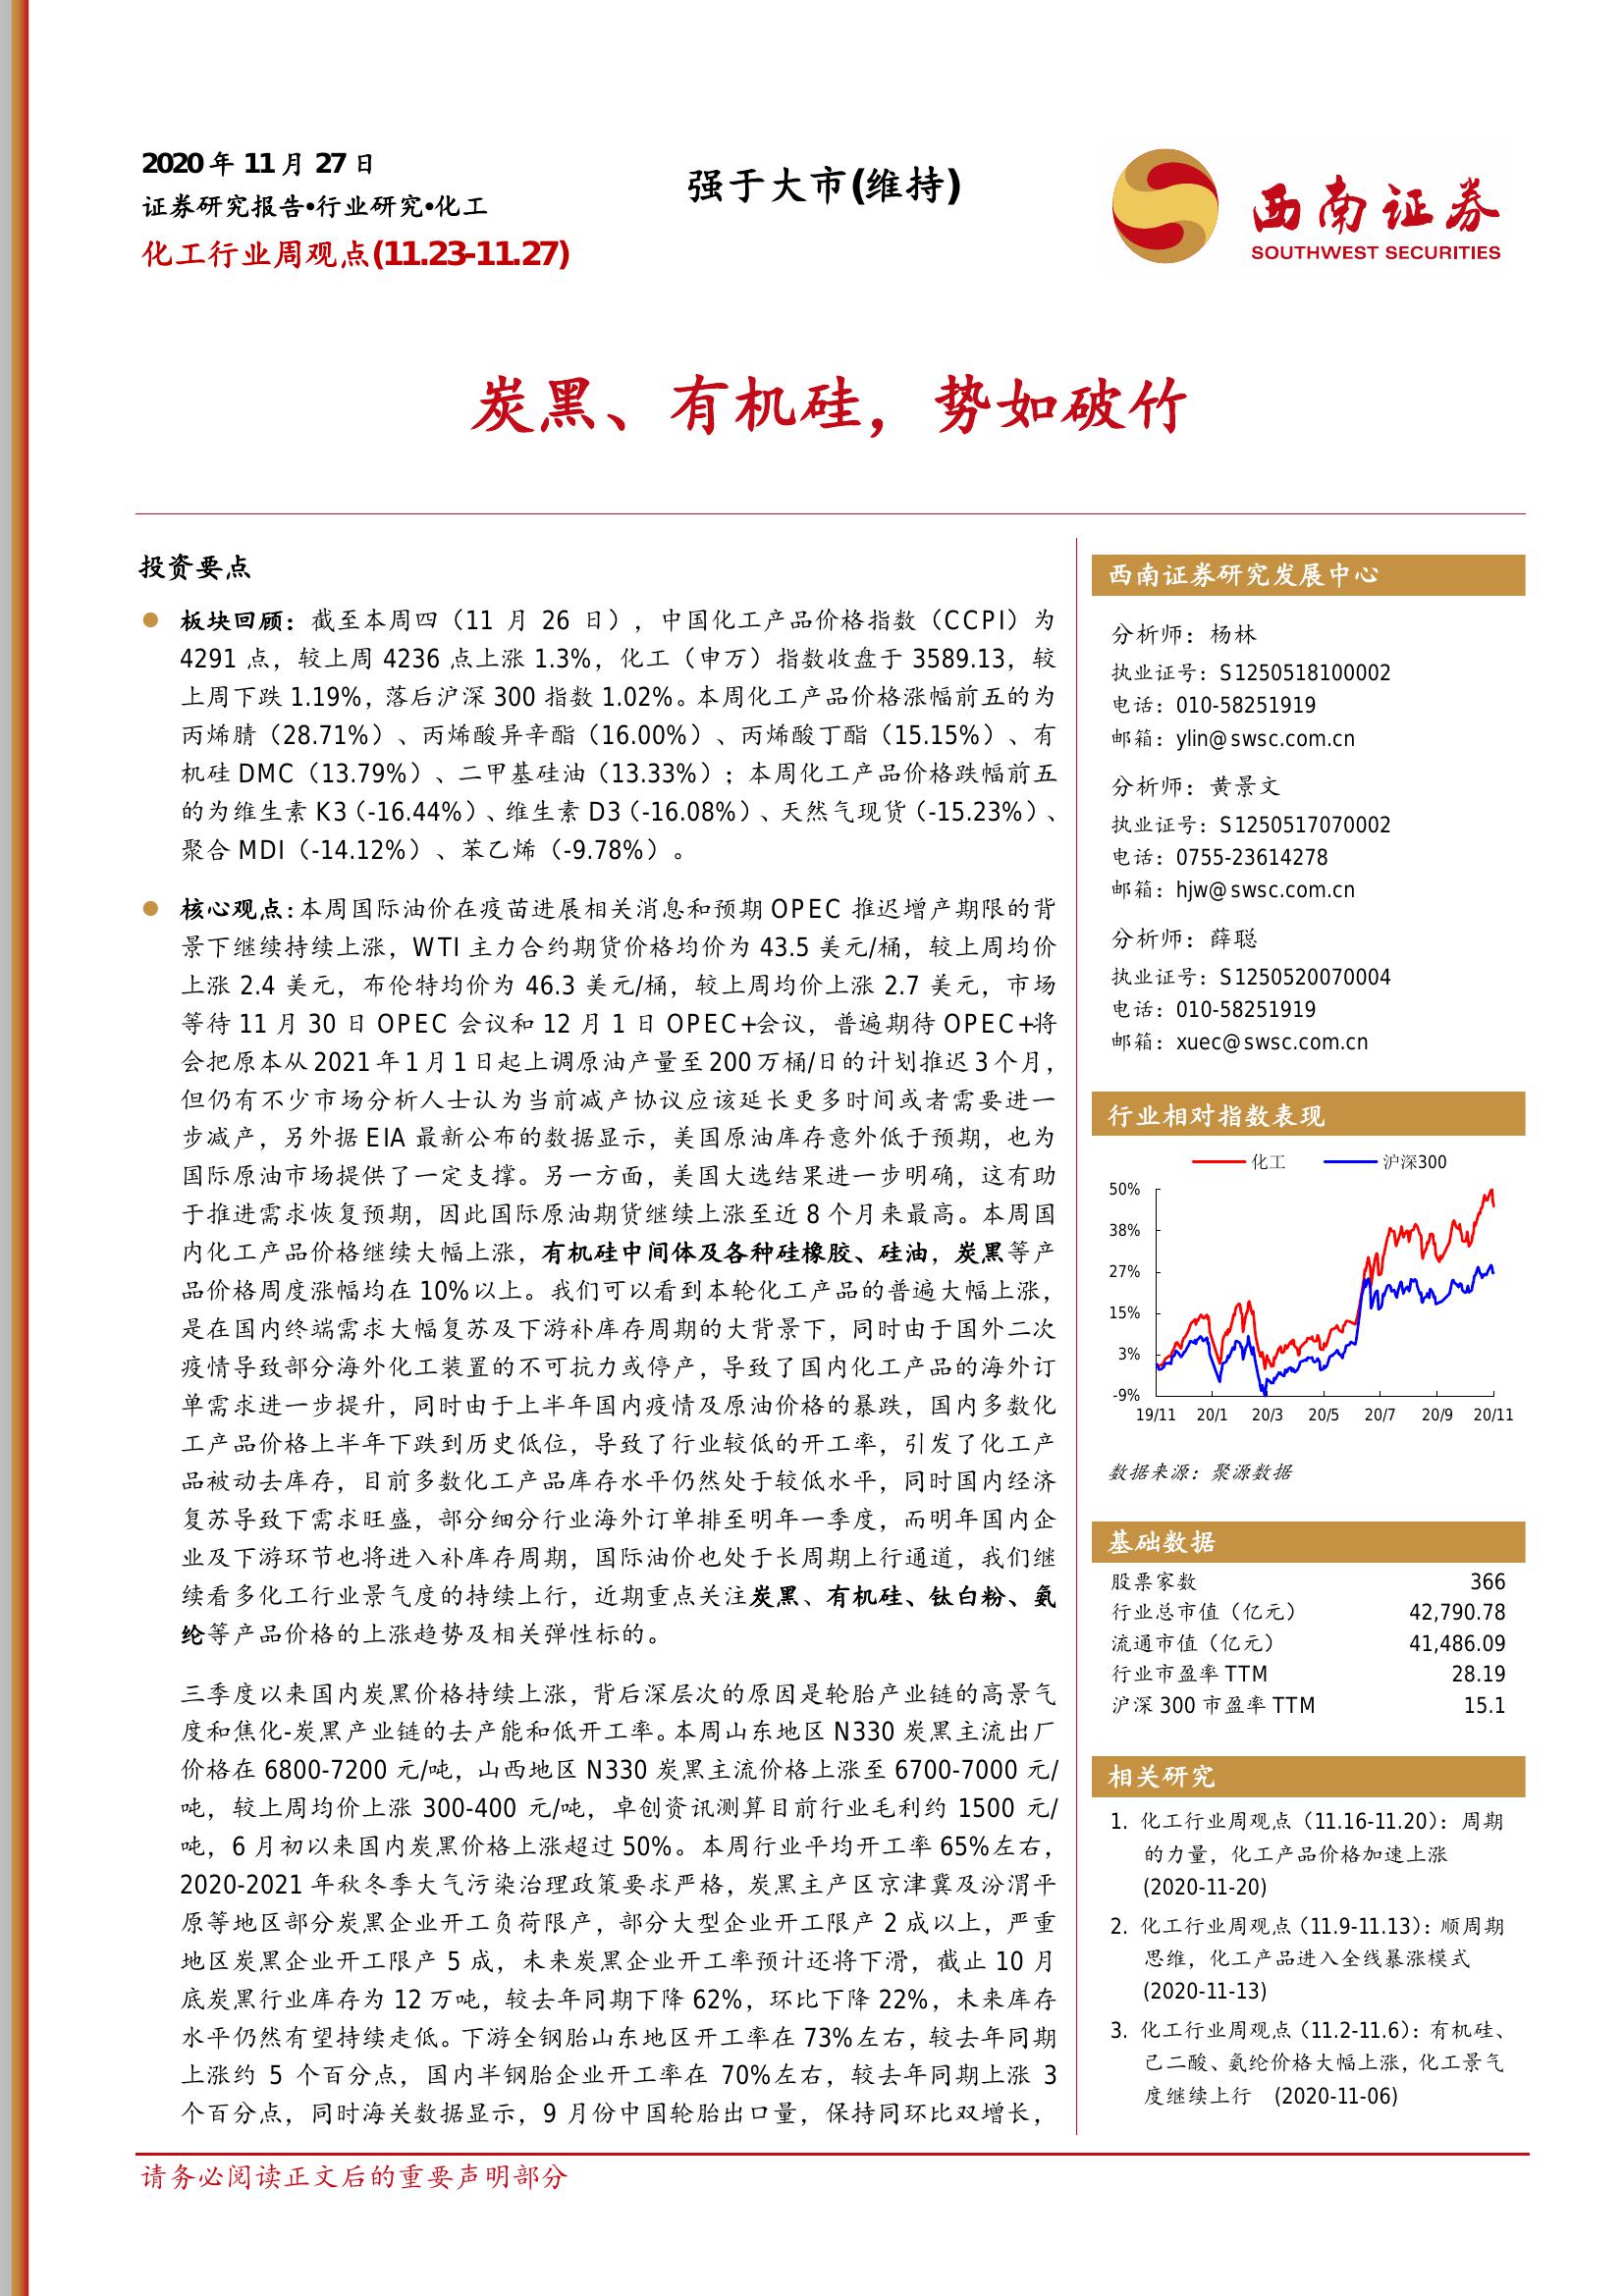 2020 年 11 月 27 日
证券研究报告•行业研究•化工
化工行业周观点(11.23-11.27)
强于大市(维持)
西南证券
SOUTHWEST SECURITIES
炭黑、有机硅，势如破竹
投资要点
板块回顾：截至本周四（11 月 26 日），中国化工产品价格指数（CCPI）为
4291 点，较上周 4236 点上涨 1.3%，化工（申万）指数收盘于 3589.13，较
上周下跌 1.19%，落后沪深 300 指数 1.02%。本周化工产品价格涨幅前五的为
丙烯腈（28.71%）、丙烯酸异辛酯（16.00%）、丙烯酸丁酯（15.15%）、有
机硅 DMC（13.79%）、二甲基硅油（13.33%）；本周化工产品价格跌幅前五
的为维生素 K3（-16.44%）、维生素 D3（-16.08%）、天然气现货（-15.23%）、
聚合 MDI（-14.12%）、苯乙烯（-9.78%）。
核心观点：本周国际油价在疫苗进展相关消息和预期 OPEC 推迟增产期限的背
景下继续持续上涨，WTI 主力合约期货价格均价为 43.5 美元/桶，较上周均价
上涨 2.4 美元，布伦特均价为 46.3 美元/桶，较上周均价上涨 2.7 美元，市场
等待 11 月 30 日 OPEC 会议和 12 月 1 日 OPEC+会议，普遍期待 OPEC+将
会把原本从 2021 年 1 月 1 日起上调原油产量至 200 万桶/日的计划推迟 3 个月，
但仍有不少市场分析人士认为当前减产协议应该延长更多时间或者需要进一
步减产，另外据 EIA 最新公布的数据显示，美国原油库存意外低于预期，也为
国际原油市场提供了一定支撑。另一方面，美国大选结果进一步明确，这有助
于推进需求恢复预期，因此国际原油期货继续上涨至近 8 个月来最高。本周国
内化工产品价格继续大幅上涨，有机硅中间体及各种硅橡胶、硅油，炭黑等产
品价格周度涨幅均在 10%以上。我们可以看到本轮化工产品的普遍大幅上涨，
是在国内终端需求大幅复苏及下游补库存周期的大背景下，同时由于国外二次
疫情导致部分海外化工装置的不可抗力或停产，导致了国内化工产品的海外订
单需求进一步提升，同时由于上半年国内疫情及原油价格的暴跌，国内多数化
工产品价格上半年下跌到历史低位，导致了行业较低的开工率，引发了化工产
品被动去库存，目前多数化工产品库存水平仍然处于较低水平，同时国内经济
复苏导致下需求旺盛，部分细分行业海外订单排至明年一季度，而明年国内企
业及下游环节也将进入补库存周期，国际油价也处于长周期上行通道，我们继
续看多化工行业景气度的持续上行，近期重点关注炭黑、有机硅、钛白粉、氨
纶等产品价格的上涨趋势及相关弹性标的。
三季度以来国内炭黑价格持续上涨，背后深层次的原因是轮胎产业链的高景气
度和焦化-炭黑产业链的去产能和低开工率。本周山东地区 N330 炭黑主流出厂
价格在 6800-7200 元/吨，山西地区 N330 炭黑主流价格上涨至 6700-7000 元/
吨，较上周均价上涨 300-400 元/吨，卓创资讯测算目前行业毛利约 1500 元/
吨，6 月初以来国内炭黑价格上涨超过 50%。本周行业平均开工率 65%左右，
2020-2021 年秋冬季大气污染治理政策要求严格，炭黑主产区京津冀及汾渭平
原等地区部分炭黑企业开工负荷限产，部分大型企业开工限产 2 成以上，严重
地区炭黑企业开工限产 5 成，未来炭黑企业开工率预计还将下滑，截止 10 月
底炭黑行业库存为 12 万吨，较去年同期下降 62%，环比下降 22%，未来库存
水平仍然有望持续走低。下游全钢胎山东地区开工率在 73%左右，较去年同期
上涨约 5 个百分点，国内半钢胎企业开工率在 70%左右，较去年同期上涨 3
个百分点，同时海关数据显示，9 月份中国轮胎出口量，保持同环比双增长，
西南证券研究发展中心
分析师：杨林
执业证号：S1250518100002
电话：010-58251919
邮箱：ylin@swsc.com.cn
分析师：黄景文
执业证号：S1250517070002
电话：0755-23614278
邮箱：hjw@swsc.com.cn
分析师：薛聪
执业证号：S1250520070004
电话：010-58251919
邮箱：xuec@swsc.com.cn
行业相对指数表现
化工 沪深300
50%
38%
27%
15%
3%
-9%
19/11 20/1 20/3 20/5 20/7 20/9 20/11
数据来源：聚源数据
基础数据
股票家数 366
行业总市值（亿元） 42,790.78
流通市值（亿元） 41,486.09
行业市盈率 TTM 28.19
沪深 300 市盈率 TTM 15.1
相关研究
1. 化工行业周观点（11.16-11.20）：周期
的力量，化工产品价格加速上涨
(2020-11-20)
2. 化工行业周观点（11.9-11.13）：顺周期
思维，化工产品进入全线暴涨模式
(2020-11-13)
3. 化工行业周观点（11.2-11.6）：有机硅、
己二酸、氨纶价格大幅上涨，化工景气
度继续上行 (2020-11-06)
请务必阅读正文后的重要声明部分